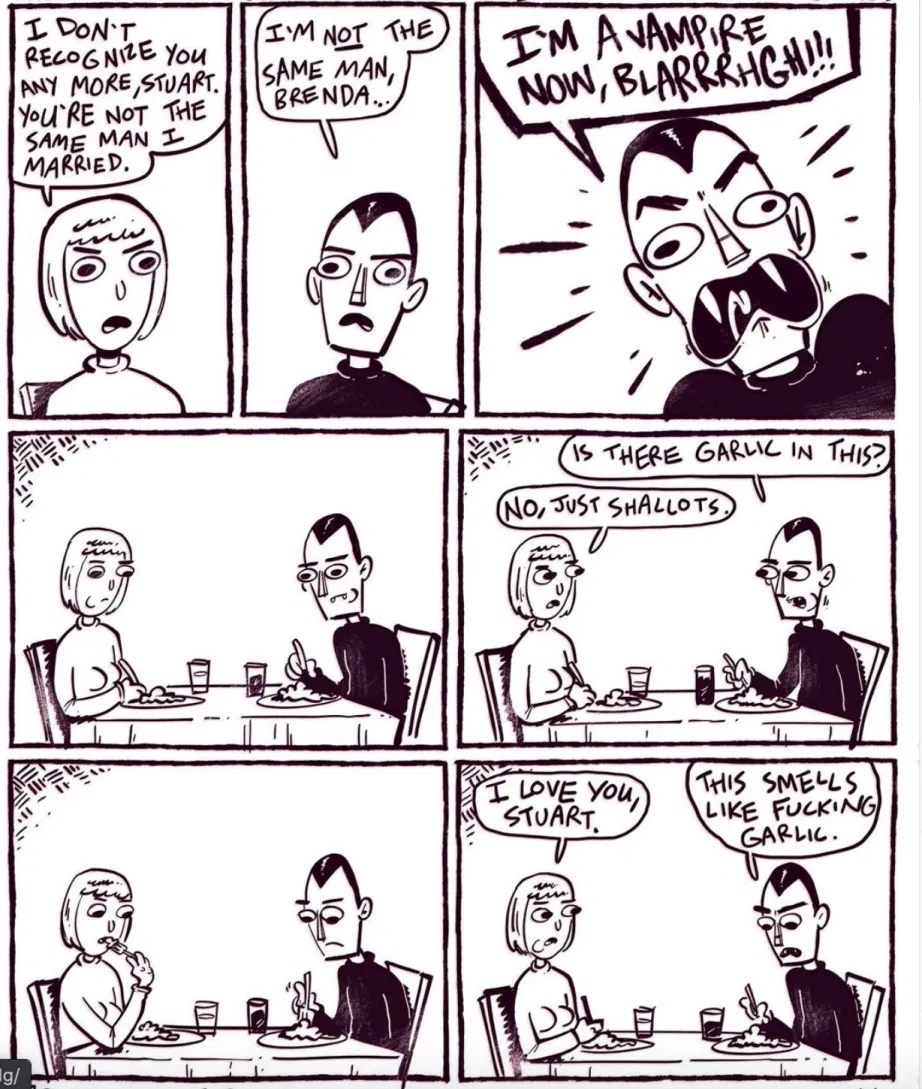 I DON'T
RECOGNIZE YOU
ANY MORE, STUART.
YOU'RE NOT THE
SAME MAN I
MARRIED.
I'M NOT THE
SAME MAN,
BRENDA...
I'M A VAMPIRE
NOW, BLARRRHGH!!!
IS THERE GARLIC IN THIS?
NO, JUST SHALLOTS.
I LOVE YOU,
STUART.
THIS SMELLS
LIKE FUCKING
GARLIC.